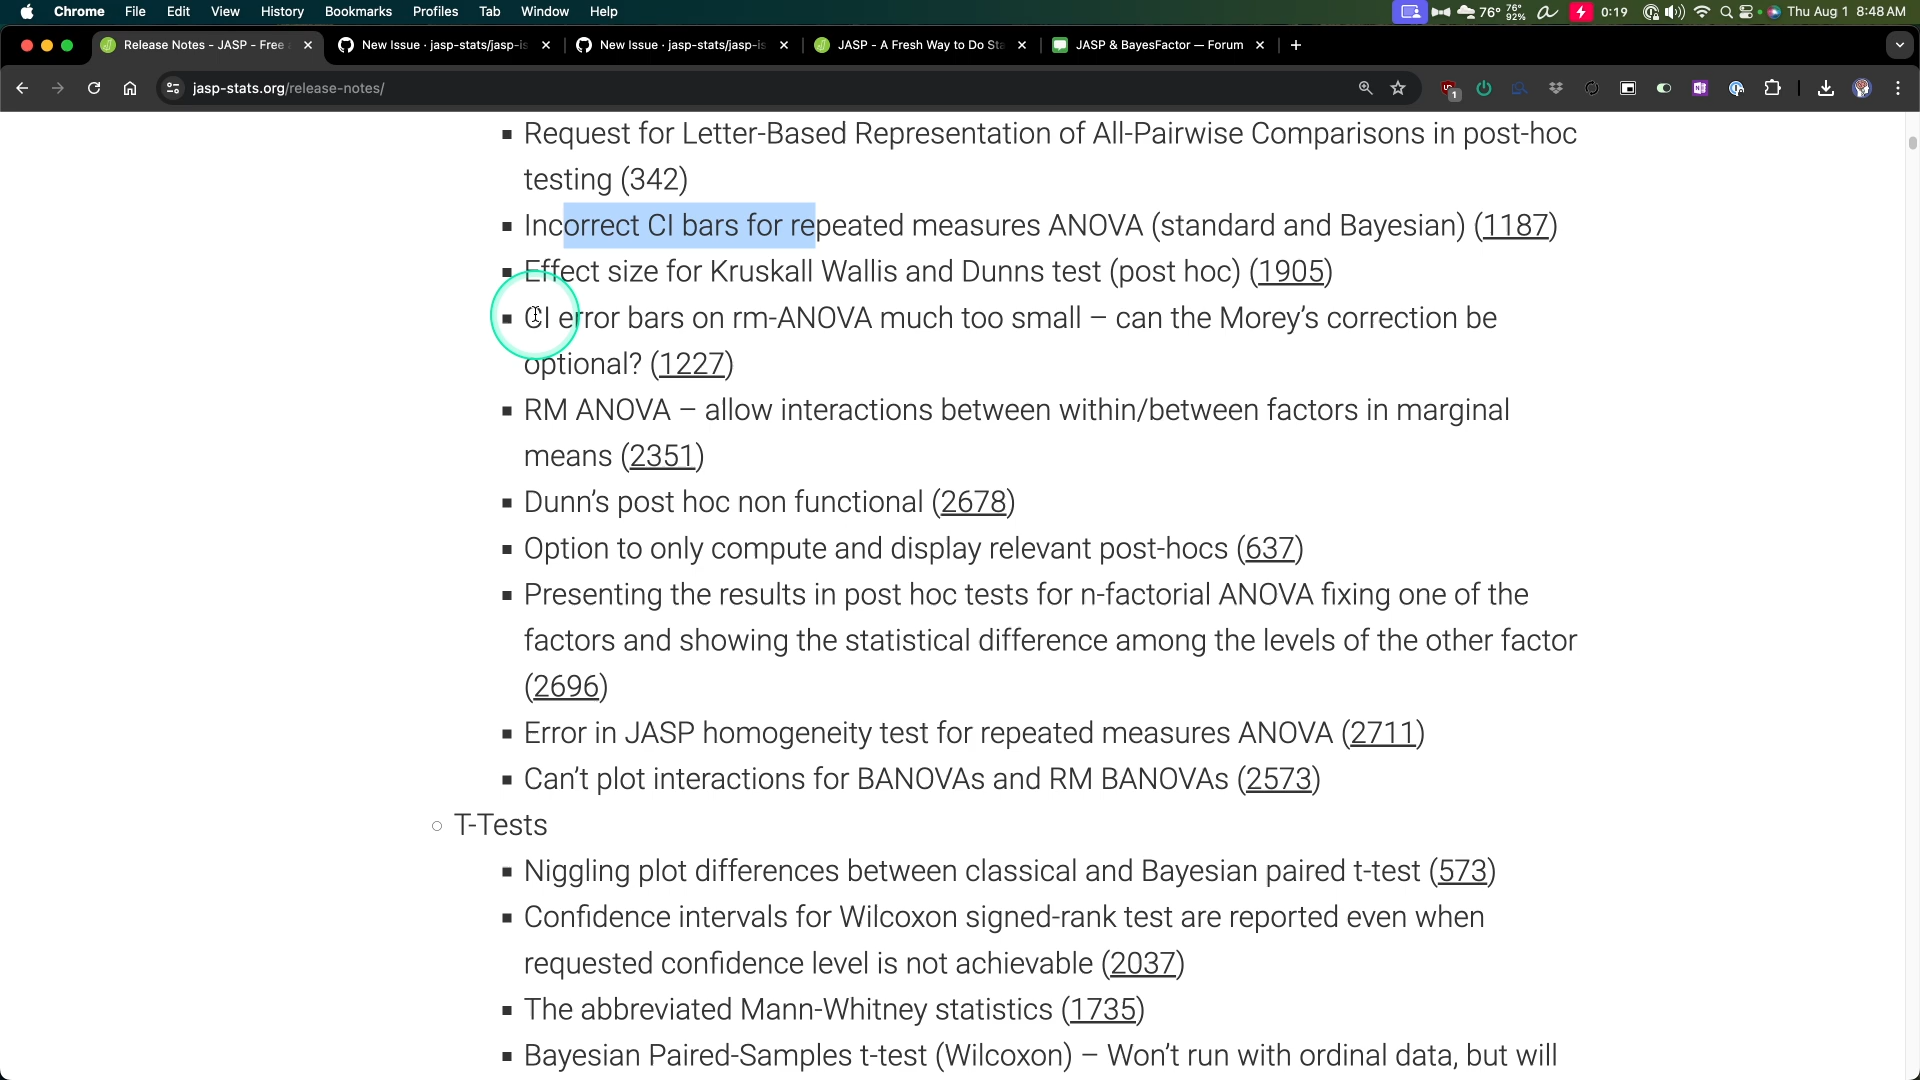 Chrome File Edit View History Bookmarks Profiles Tab Window Help 76° 76° 92% 0:19 Thu Aug 1 8:48 AM
Release Notes - JASP - Free New Issue · jasp-stats/jasp-is New Issue · jasp-stats/jasp-is JASP - A Fresh Way to Do Sta JASP & BayesFactor — Forum
jasp-stats.org/release-notes/ 1
Request for Letter-Based Representation of All-Pairwise Comparisons in post-hoc
testing (342)
Incorrect CI bars for repeated measures ANOVA (standard and Bayesian) (1187)
Effect size for Kruskall Wallis and Dunns test (post hoc) (1905)
CI error bars on rm-ANOVA much too small – can the Morey’s correction be
optional? (1227)
RM ANOVA – allow interactions between within/between factors in marginal
means (2351)
Dunn’s post hoc non functional (2678)
Option to only compute and display relevant post-hocs (637)
Presenting the results in post hoc tests for n-factorial ANOVA fixing one of the
factors and showing the statistical difference among the levels of the other factor
(2696)
Error in JASP homogeneity test for repeated measures ANOVA (2711)
Can’t plot interactions for BANOVAs and RM BANOVAs (2573)
T-Tests
Niggling plot differences between classical and Bayesian paired t-test (573)
Confidence intervals for Wilcoxon signed-rank test are reported even when
requested confidence level is not achievable (2037)
The abbreviated Mann-Whitney statistics (1735)
Bayesian Paired-Samples t-test (Wilcoxon) – Won’t run with ordinal data, but will